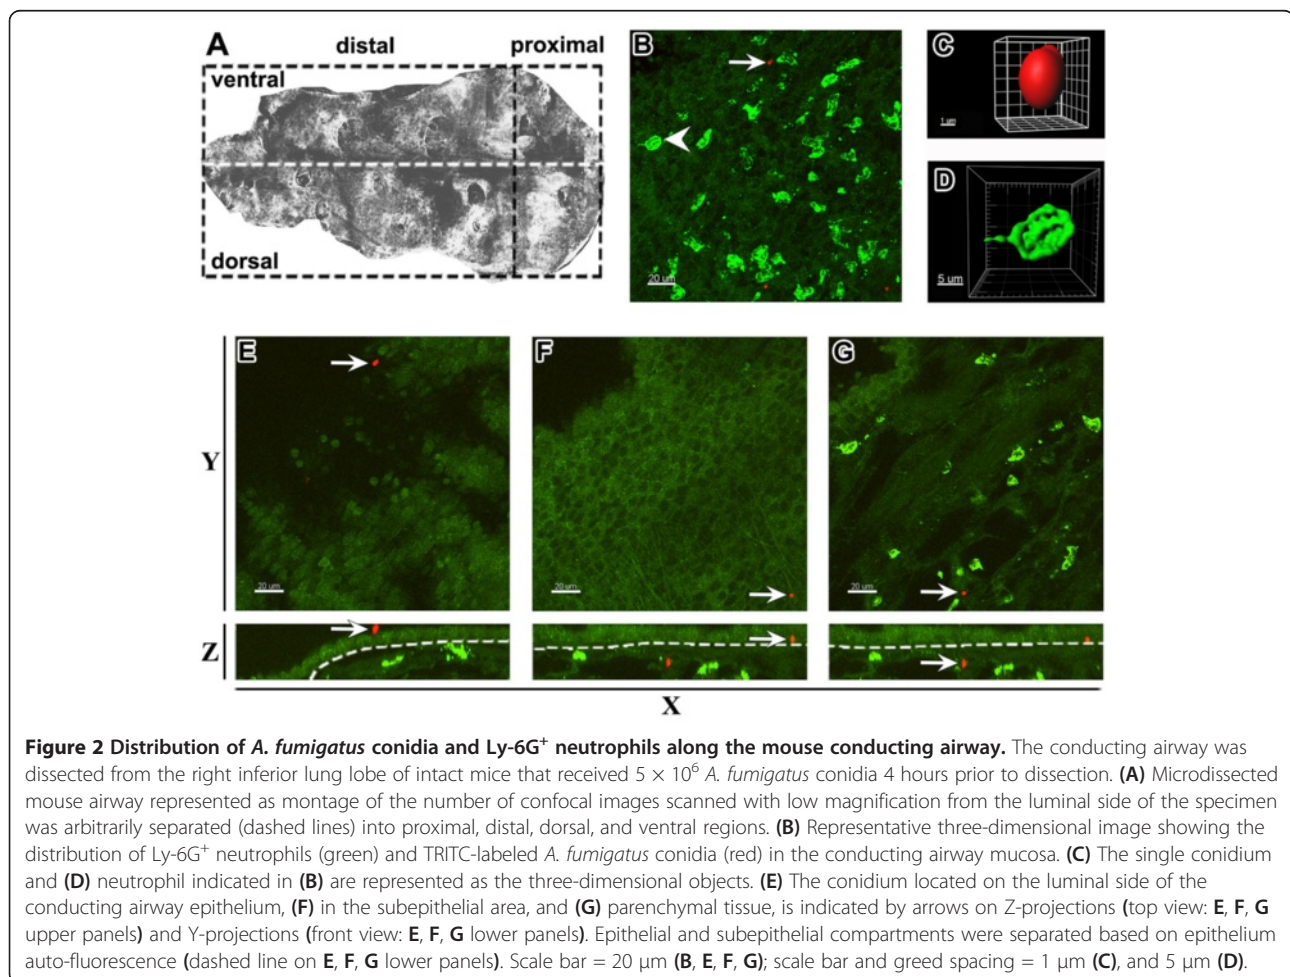 A
distal
proximal
ventral
dorsal
B
20 um
C
1 um
D
5 um
E
20 um
F
20 um
G
20 um
Y
Z
X
Figure 2 Distribution of A. fumigatus conidia and Ly-6G⁺ neutrophils along the mouse conducting airway. The conducting airway was
dissected from the right inferior lung lobe of intact mice that received 5 × 10⁶ A. fumigatus conidia 4 hours prior to dissection. (A) Microdissected
mouse airway represented as montage of the number of confocal images scanned with low magnification from the luminal side of the specimen
was arbitrarily separated (dashed lines) into proximal, distal, dorsal, and ventral regions. (B) Representative three-dimensional image showing the
distribution of Ly-6G⁺ neutrophils (green) and TRITC-labeled A. fumigatus conidia (red) in the conducting airway mucosa. (C) The single conidium
and (D) neutrophil indicated in (B) are represented as the three-dimensional objects. (E) The conidium located on the luminal side of the
conducting airway epithelium, (F) in the subepithelial area, and (G) parenchymal tissue, is indicated by arrows on Z-projections (top view: E, F, G
upper panels) and Y-projections (front view: E, F, G lower panels). Epithelial and subepithelial compartments were separated based on epithelium
auto-fluorescence (dashed line on E, F, G lower panels). Scale bar = 20 μm (B, E, F, G); scale bar and greed spacing = 1 μm (C), and 5 μm (D).